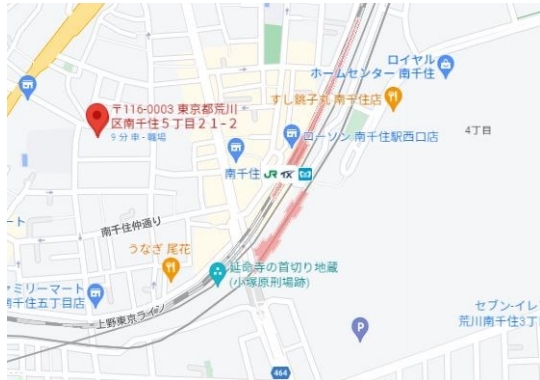 ロイヤル
ホームセンター 南千住
〒116-0003 東京都荒川
区南千住5丁目21-2
9 分 車 - 職場
すし銚子丸 南千住店
4丁目
ローソン 南千住駅西口店
南千住 JR TX
南千住仲通り
うなぎ 尾花
延命寺の首切り地蔵
(小塚原刑場跡)
ァミリーマート
南千住五丁目店
上野東京ライン
セブン-イレ
荒川南千住3丁
P
464